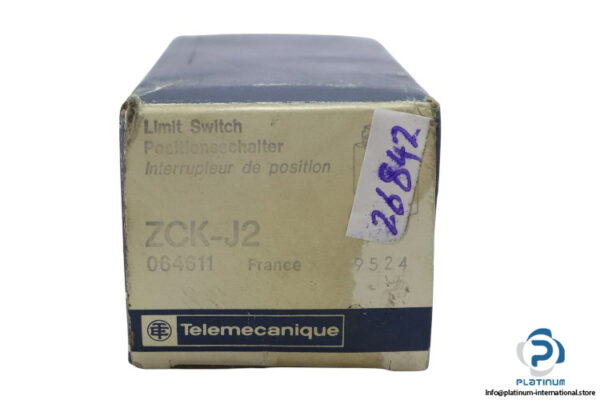 Limit Switch
Positionsschalter
Interrupteur de position
26842
ZCK-J2
064611 France 9524
Telemecanique
PLATINUM
Info@platinum-international.store